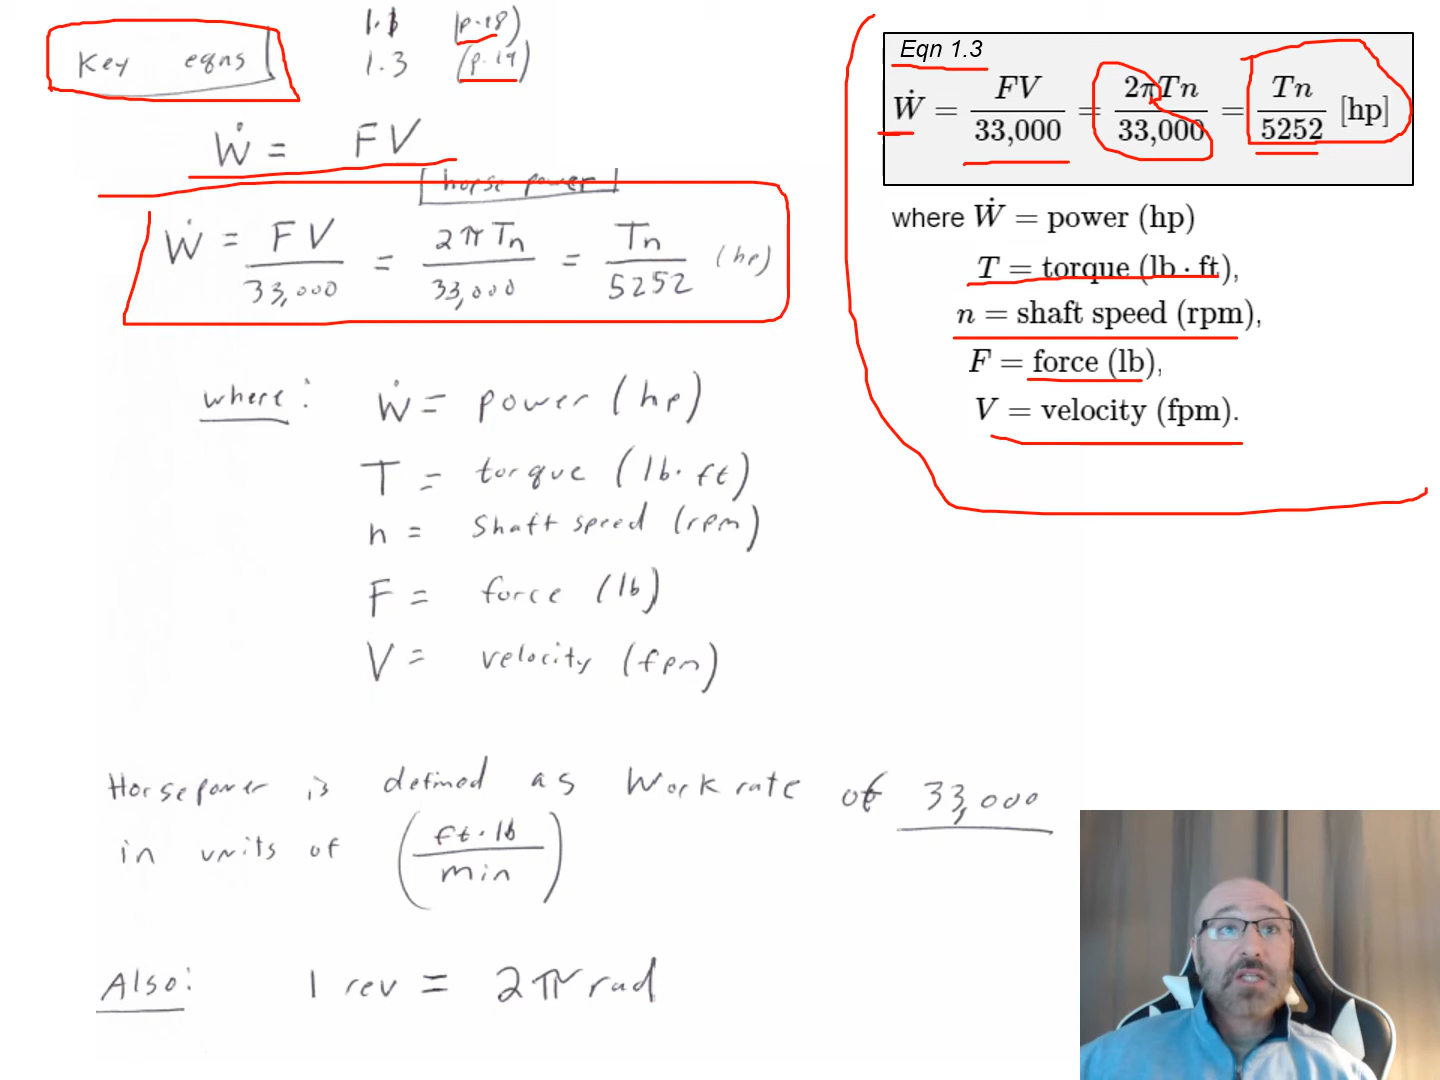 Key eqns
1.1 (p.18)
1.3 (p.19)
Ẇ = FV
horse power
Ẇ = FV/33,000 = 2πTn/33,000 = Tn/5252 (hp)
where:
Ẇ = power (hp)
T = torque (lb·ft)
n = shaft speed (rpm)
F = force (lb)
V = velocity (fpm)
Horsepower is defined as Work rate of 33,000
in units of (ft·lb/min)
Also: 1 rev = 2π rad
Eqn 1.3
Ẇ = FV/33,000 = 2πTn/33,000 = Tn/5252 [hp]
where Ẇ = power (hp)
T = torque (lb · ft),
n = shaft speed (rpm),
F = force (lb),
V = velocity (fpm).